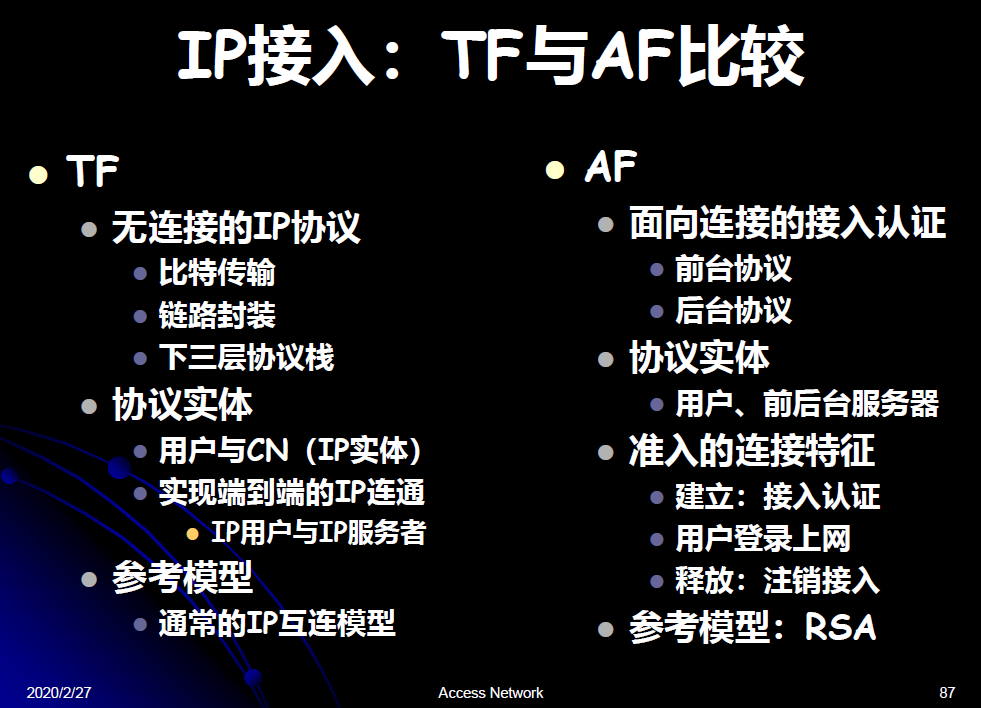 IP接入：TF与AF比较
TF
无连接的IP协议
比特传输
链路封装
下三层协议栈
协议实体
用户与CN（IP实体）
实现端到端的IP连通
IP用户与IP服务者
参考模型
通常的IP互连模型
AF
面向连接的接入认证
前台协议
后台协议
协议实体
用户、前后台服务器
准入的连接特征
建立：接入认证
用户登录上网
释放：注销接入
参考模型：RSA
2020/2/27
Access Network
87